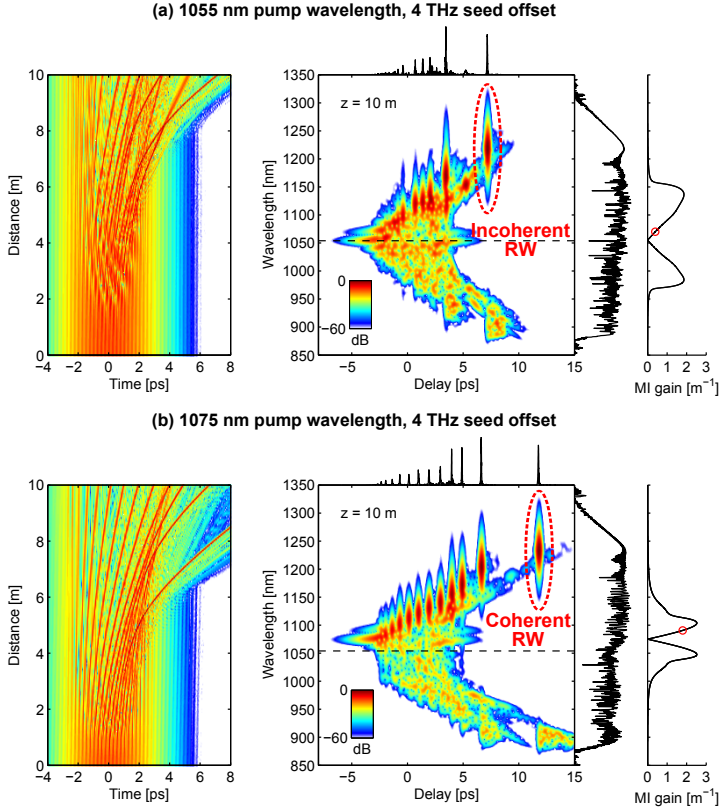 (a) 1055 nm pump wavelength, 4 THz seed offset
10
8
6
4
2
0
Distance [m]
−4 −2 0 2 4 6 8
Time [ps]
1350
1300
1250
1200
1150
1100
1050
1000
950
900
850
Wavelength [nm]
z = 10 m
Incoherent
RW
0
−60
dB
−5 0 5 10 15
Delay [ps]
0 1 2 3
MI gain [m⁻¹]
(b) 1075 nm pump wavelength, 4 THz seed offset
10
8
6
4
2
0
Distance [m]
−4 −2 0 2 4 6 8
Time [ps]
1350
1300
1250
1200
1150
1100
1050
1000
950
900
850
Wavelength [nm]
z = 10 m
Coherent
RW
0
−60
dB
−5 0 5 10 15
Delay [ps]
0 1 2 3
MI gain [m⁻¹]